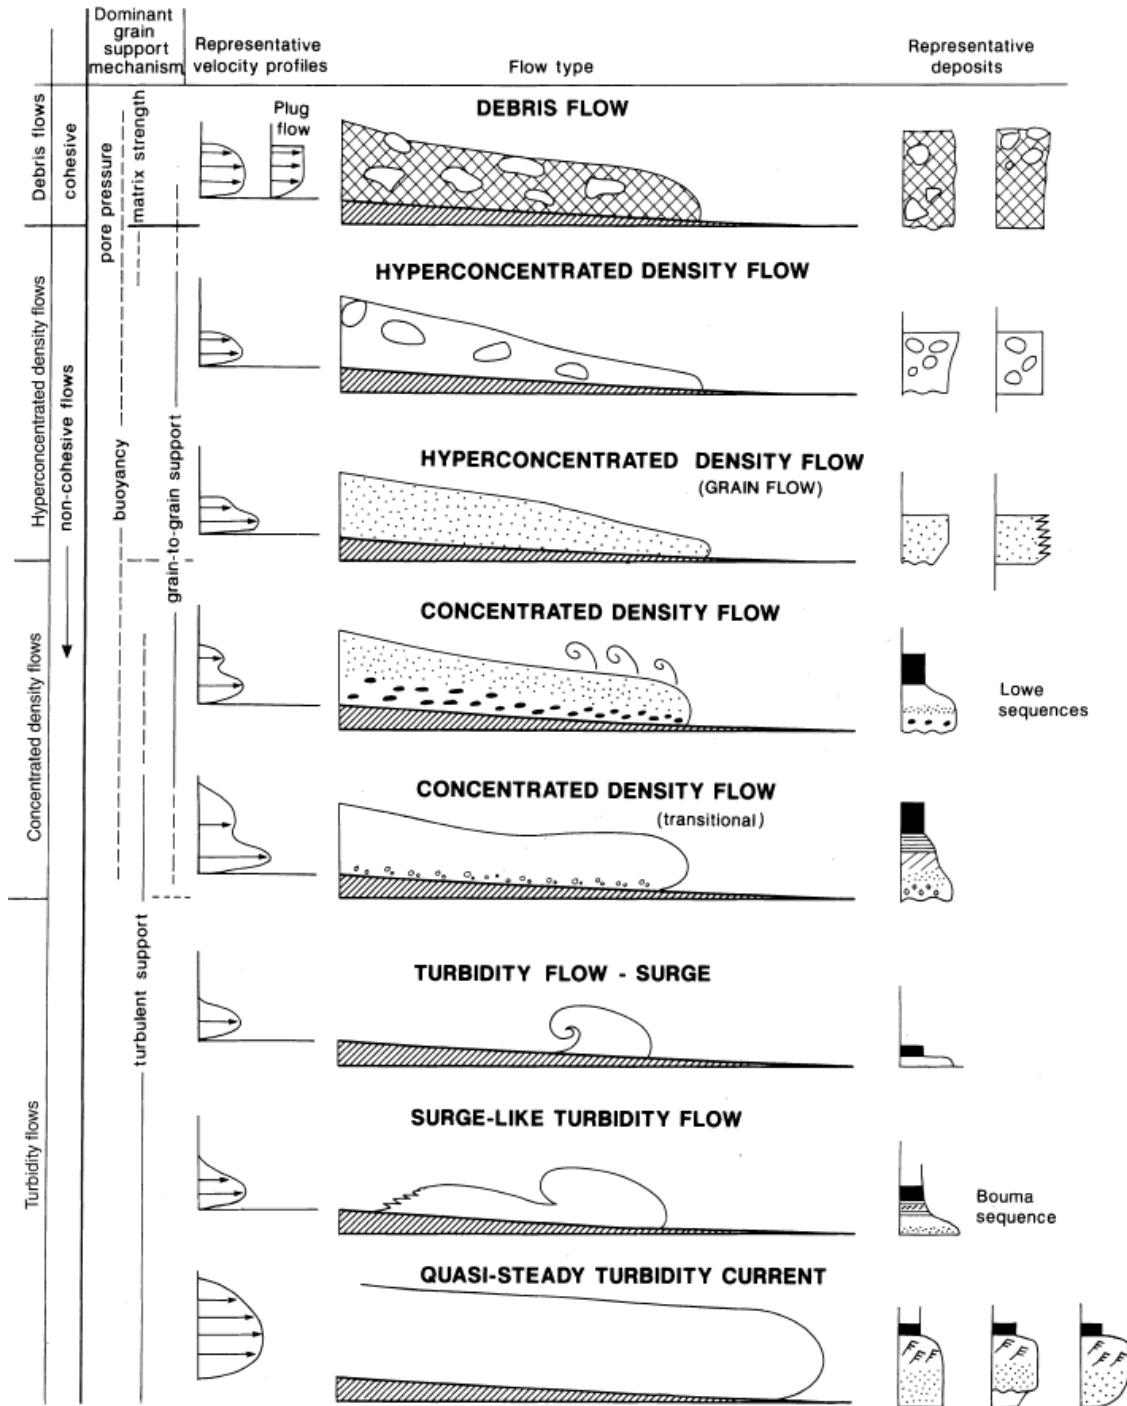 Dominant
grain
support
mechanism
Representative
velocity profiles
Flow type
Representative
deposits
Debris flows
cohesive
pore pressure
matrix strength
Plug
flow
DEBRIS FLOW
Hyperconcentrated density flows
non-cohesive flows
buoyancy
grain-to-grain support
HYPERCONCENTRATED DENSITY FLOW
HYPERCONCENTRATED DENSITY FLOW
(GRAIN FLOW)
Concentrated density flows
CONCENTRATED DENSITY FLOW
Lowe
sequences
CONCENTRATED DENSITY FLOW
(transitional)
Turbidity flows
turbulent support
TURBIDITY FLOW - SURGE
SURGE-LIKE TURBIDITY FLOW
Bouma
sequence
QUASI-STEADY TURBIDITY CURRENT